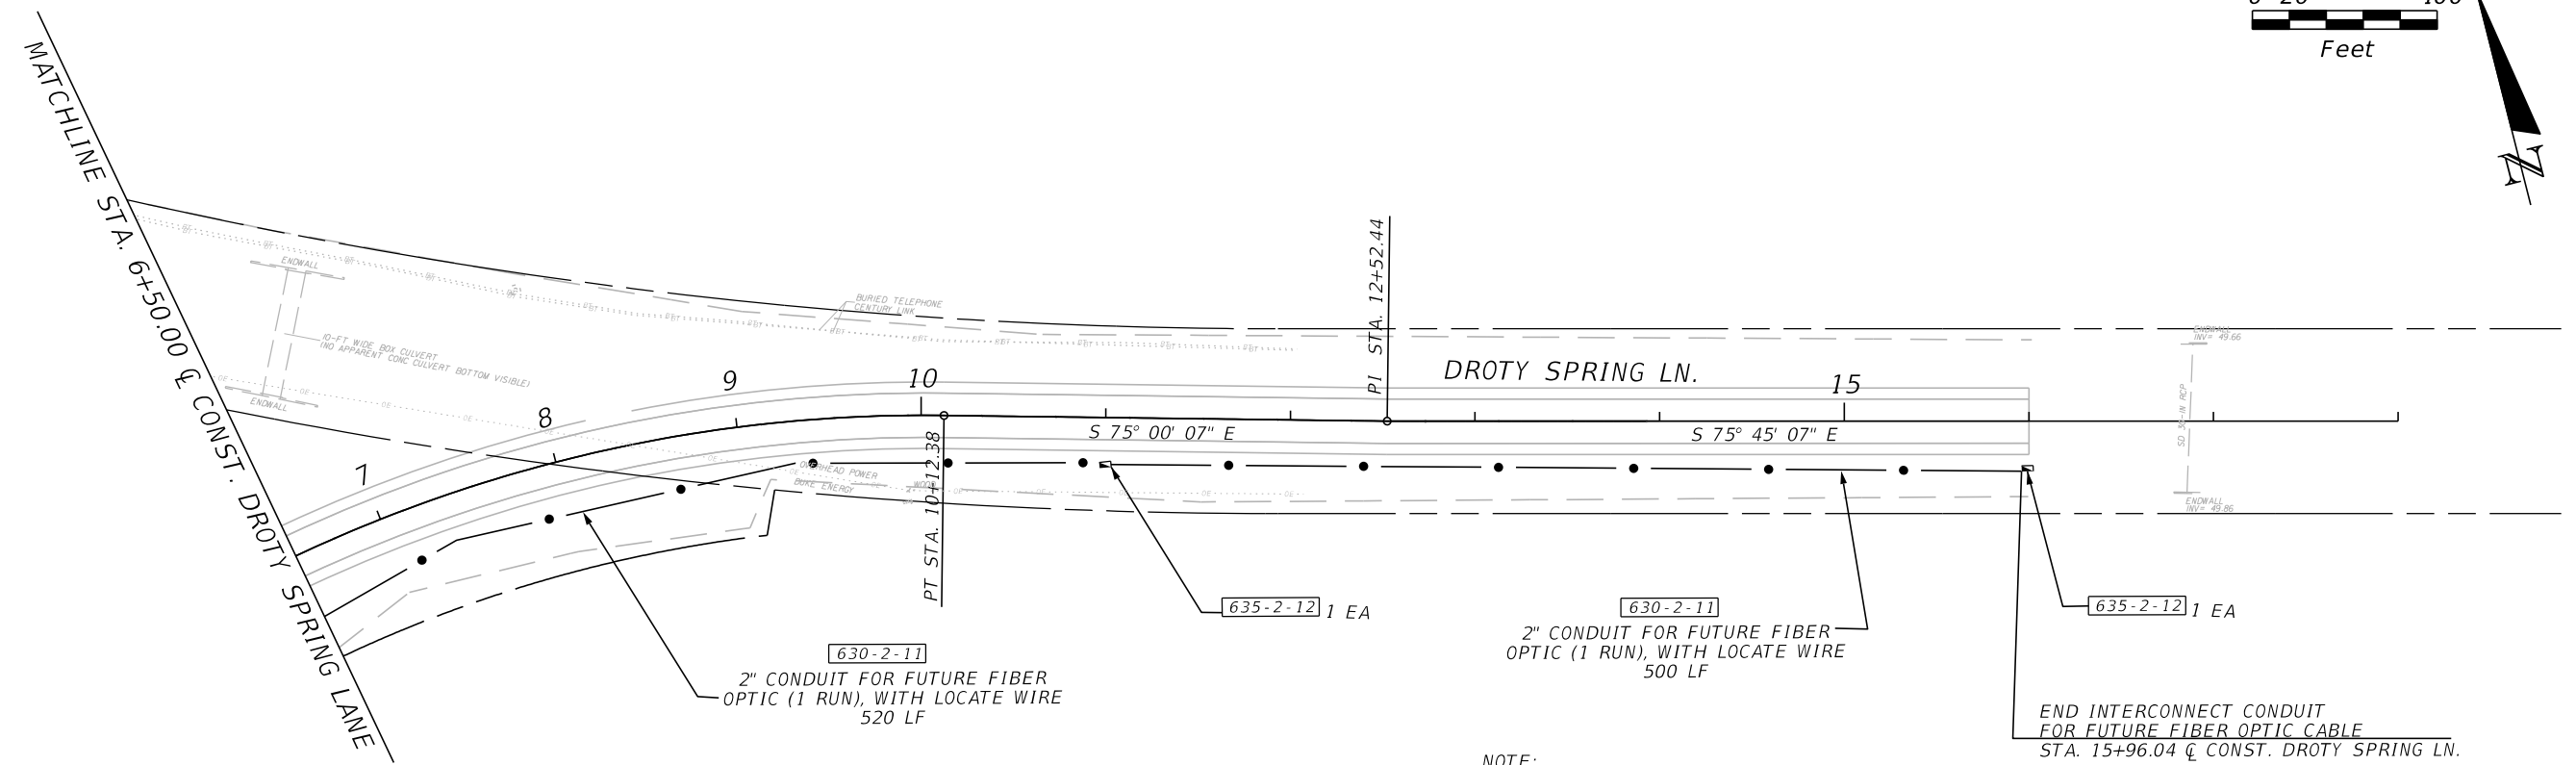 MATCHLINE STA. 6+50.00 ℄ CONST. DROTY SPRING LANE
Feet
N
ENDWALL
10-FT WIDE BOX CULVERT
(NO APPARENT CONC CULVERT BOTTOM VISIBLE)
ENDWALL
BURIED TELEPHONE
CENTURY LINK
7
8
9
10
15
PI STA. 12+52.44
DROTY SPRING LN.
S 75° 00' 07" E
S 75° 45' 07" E
PT STA. 10+12.38
OVERHEAD POWER
DUKE ENERGY
WOOD
ENDWALL
INV= 49.66
ENDWALL
INV= 49.86
635-2-12 1 EA
630-2-11
2" CONDUIT FOR FUTURE FIBER
OPTIC (1 RUN), WITH LOCATE WIRE
520 LF
630-2-11
2" CONDUIT FOR FUTURE FIBER
OPTIC (1 RUN), WITH LOCATE WIRE
500 LF
635-2-12 1 EA
END INTERCONNECT CONDUIT
FOR FUTURE FIBER OPTIC CABLE
STA. 15+96.04 ℄ CONST. DROTY SPRING LN.
NOTE: